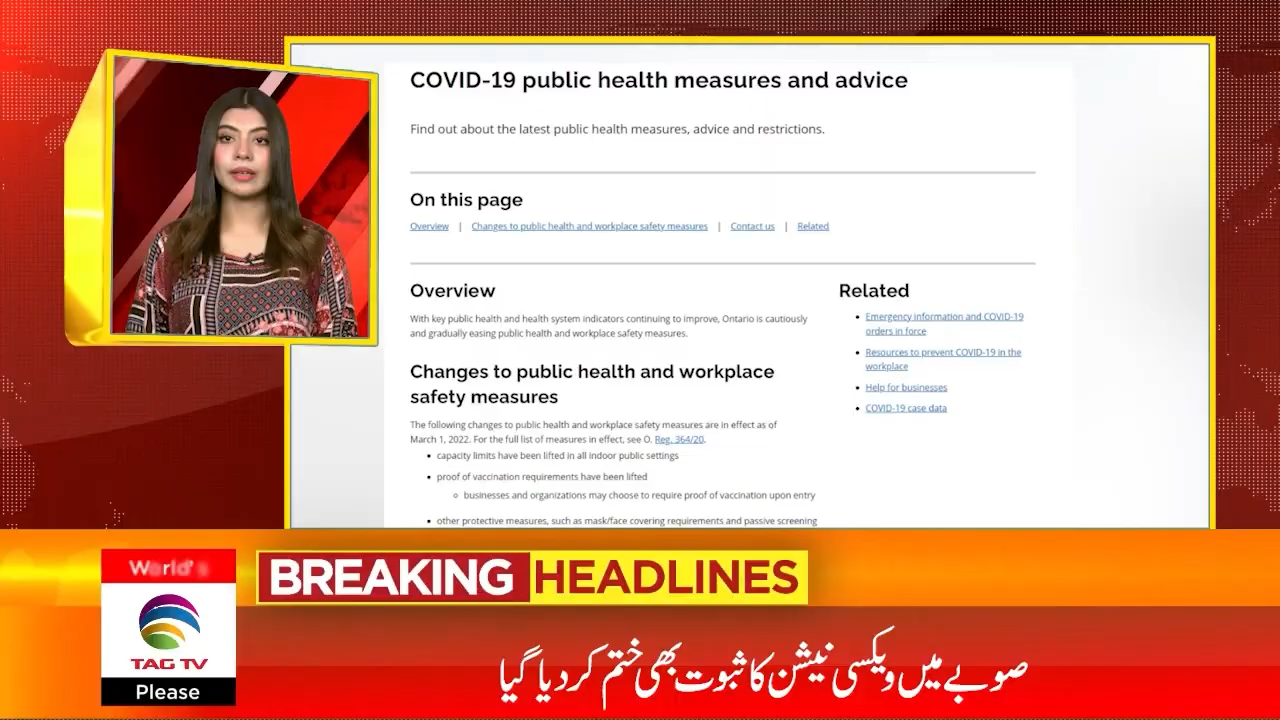 COVID-19 public health measures and advice
Find out about the latest public health measures, advice and restrictions.
On this page
Overview | Changes to public health and workplace safety measures | Contact us | Related
Overview
With key public health and health system indicators continuing to improve, Ontario is cautiously
and gradually easing public health and workplace safety measures.
Changes to public health and workplace
safety measures
The following changes to public health and workplace safety measures are in effect as of
March 1, 2022. For the full list of measures in effect, see O. Reg. 364/20.
• capacity limits have been lifted in all indoor public settings
• proof of vaccination requirements have been lifted
○ businesses and organizations may choose to require proof of vaccination upon entry
• other protective measures, such as mask/face covering requirements and passive screening
Related
• Emergency information and COVID-19
orders in force
• Resources to prevent COVID-19 in the
workplace
• Help for businesses
• COVID-19 case data
World's
TAG TV
Please
BREAKING HEADLINES
صوبے میں ویکسی نیشن کا ثبوت بھی ختم کر دیا گیا